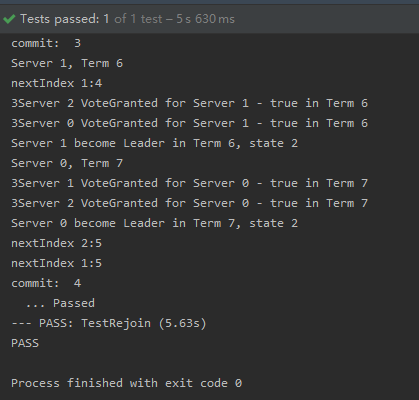 Tests passed: 1 of 1 test – 5 s 630 ms
commit:  3
Server 1, Term 6
nextIndex 1:4
3Server 2 VoteGranted for Server 1 - true in Term 6
3Server 0 VoteGranted for Server 1 - true in Term 6
Server 1 become Leader in Term 6, state 2
Server 0, Term 7
3Server 1 VoteGranted for Server 0 - true in Term 7
3Server 2 VoteGranted for Server 0 - true in Term 7
Server 0 become Leader in Term 7, state 2
nextIndex 2:5
nextIndex 1:5
commit:  4
  ... Passed
--- PASS: TestRejoin (5.63s)
PASS
Process finished with exit code 0